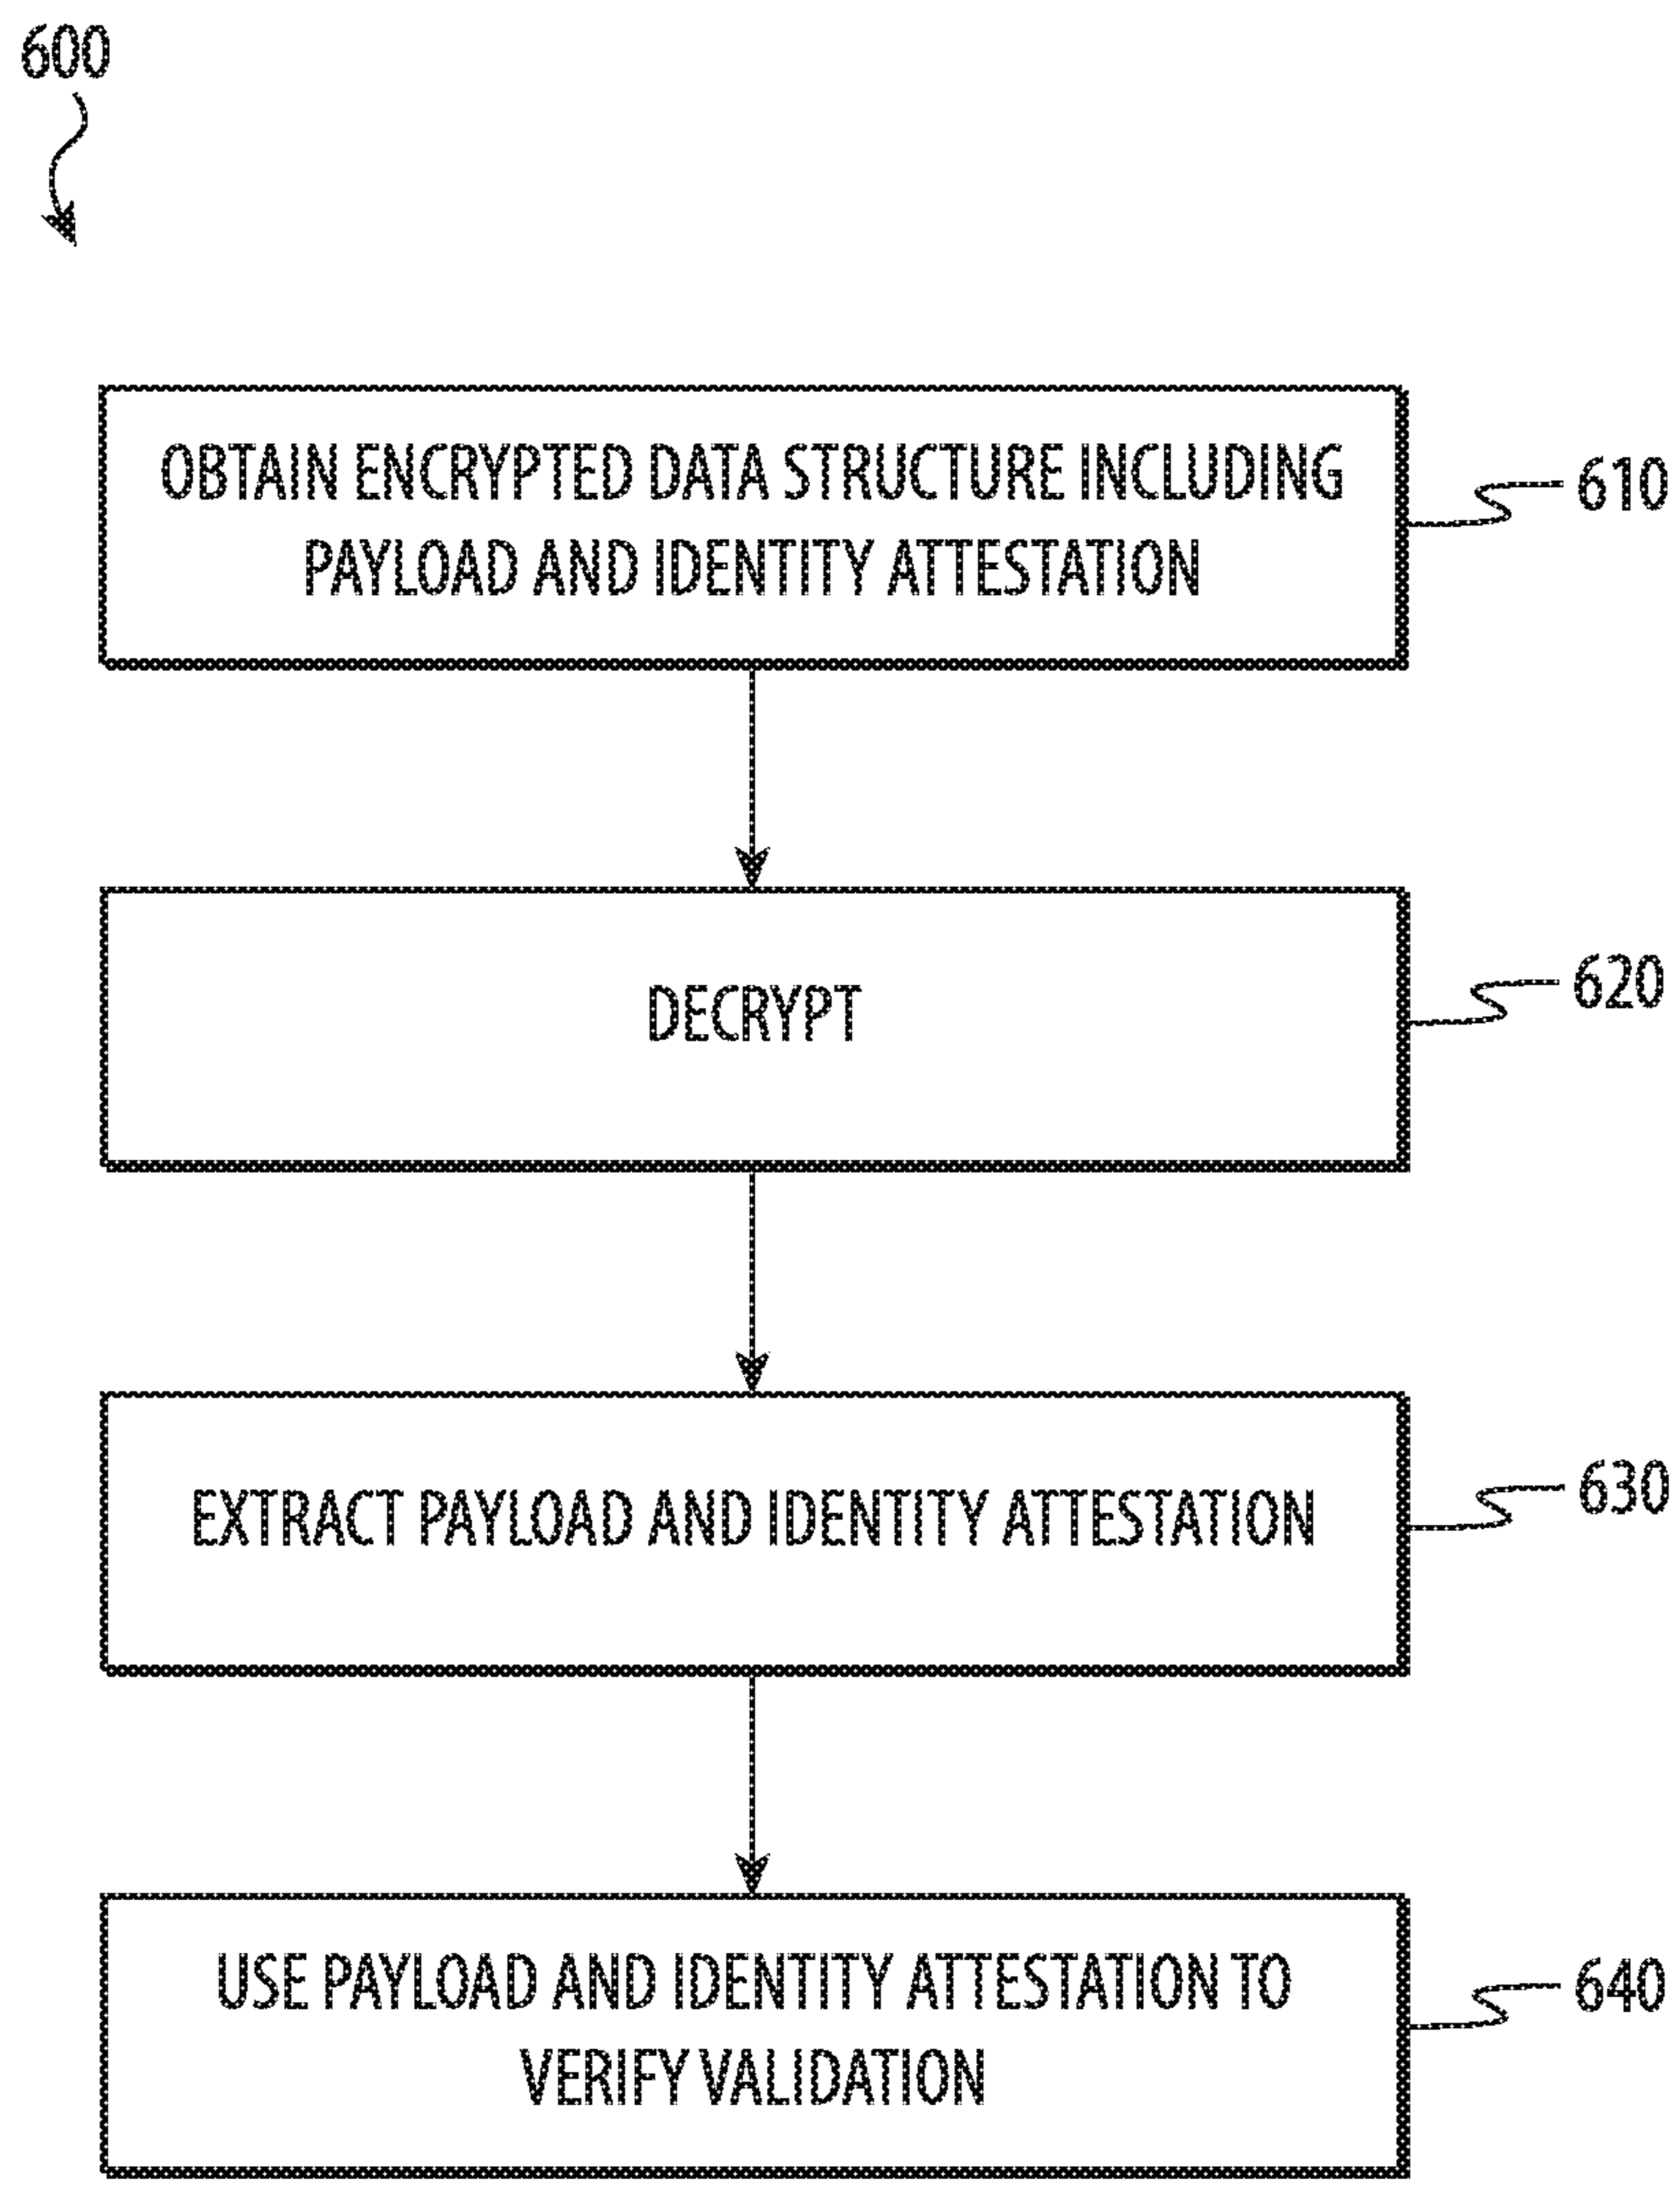 600
OBTAIN ENCRYPTED DATA STRUCTURE INCLUDING
PAYLOAD AND IDENTITY ATTESTATION
610
DECRYPT
620
EXTRACT PAYLOAD AND IDENTITY ATTESTATION
630
USE PAYLOAD AND IDENTITY ATTESTATION TO
VERIFY VALIDATION
640